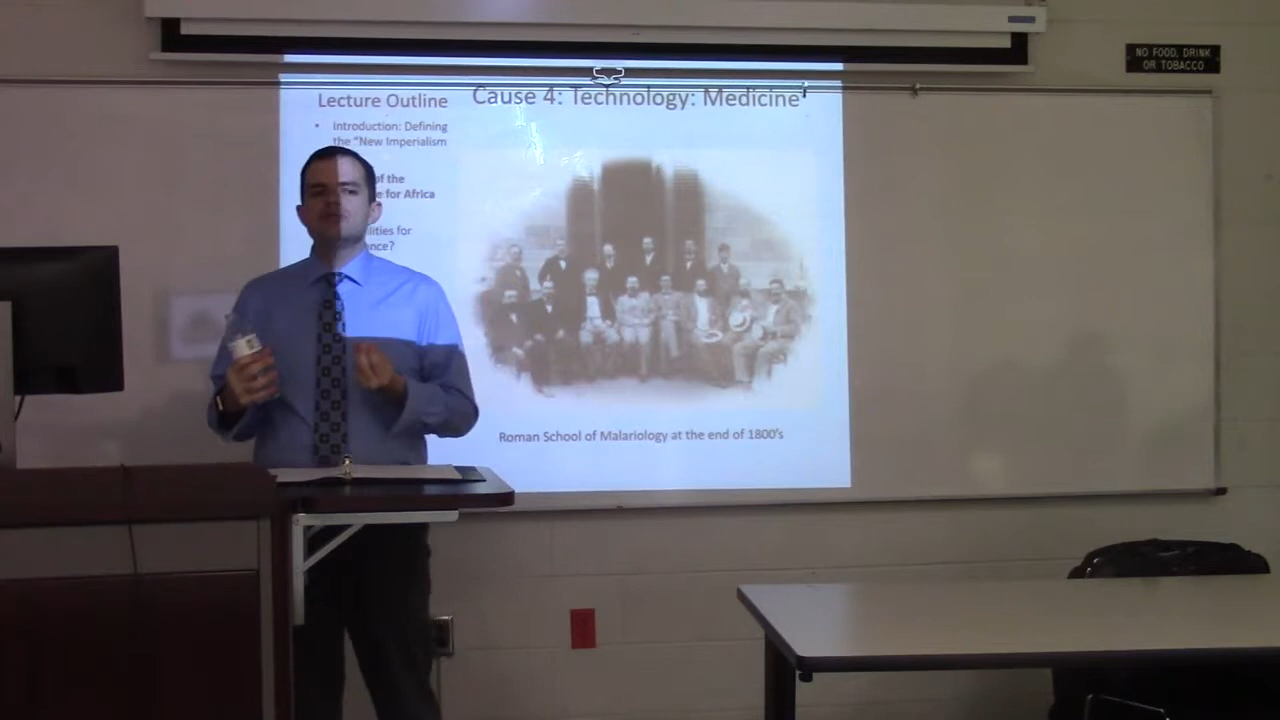 NO FOOD, DRINK
OR TOBACCO
Lecture Outline
• Introduction: Defining
the "New Imperialism
of the
e for Africa
ilities for
nce?
Cause 4: Technology: Medicine
Roman School of Malariology at the end of 1800's